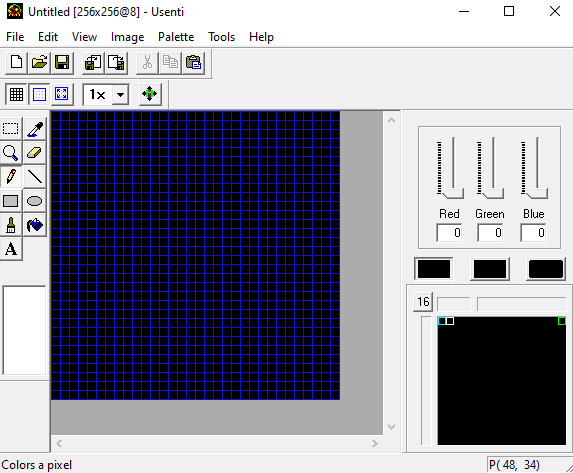 Untitled [256x256@8] - Usenti
File Edit View Image Palette Tools Help
1x
A
Red Green Blue
0 0 0
16
Colors a pixel
P( 48, 34)